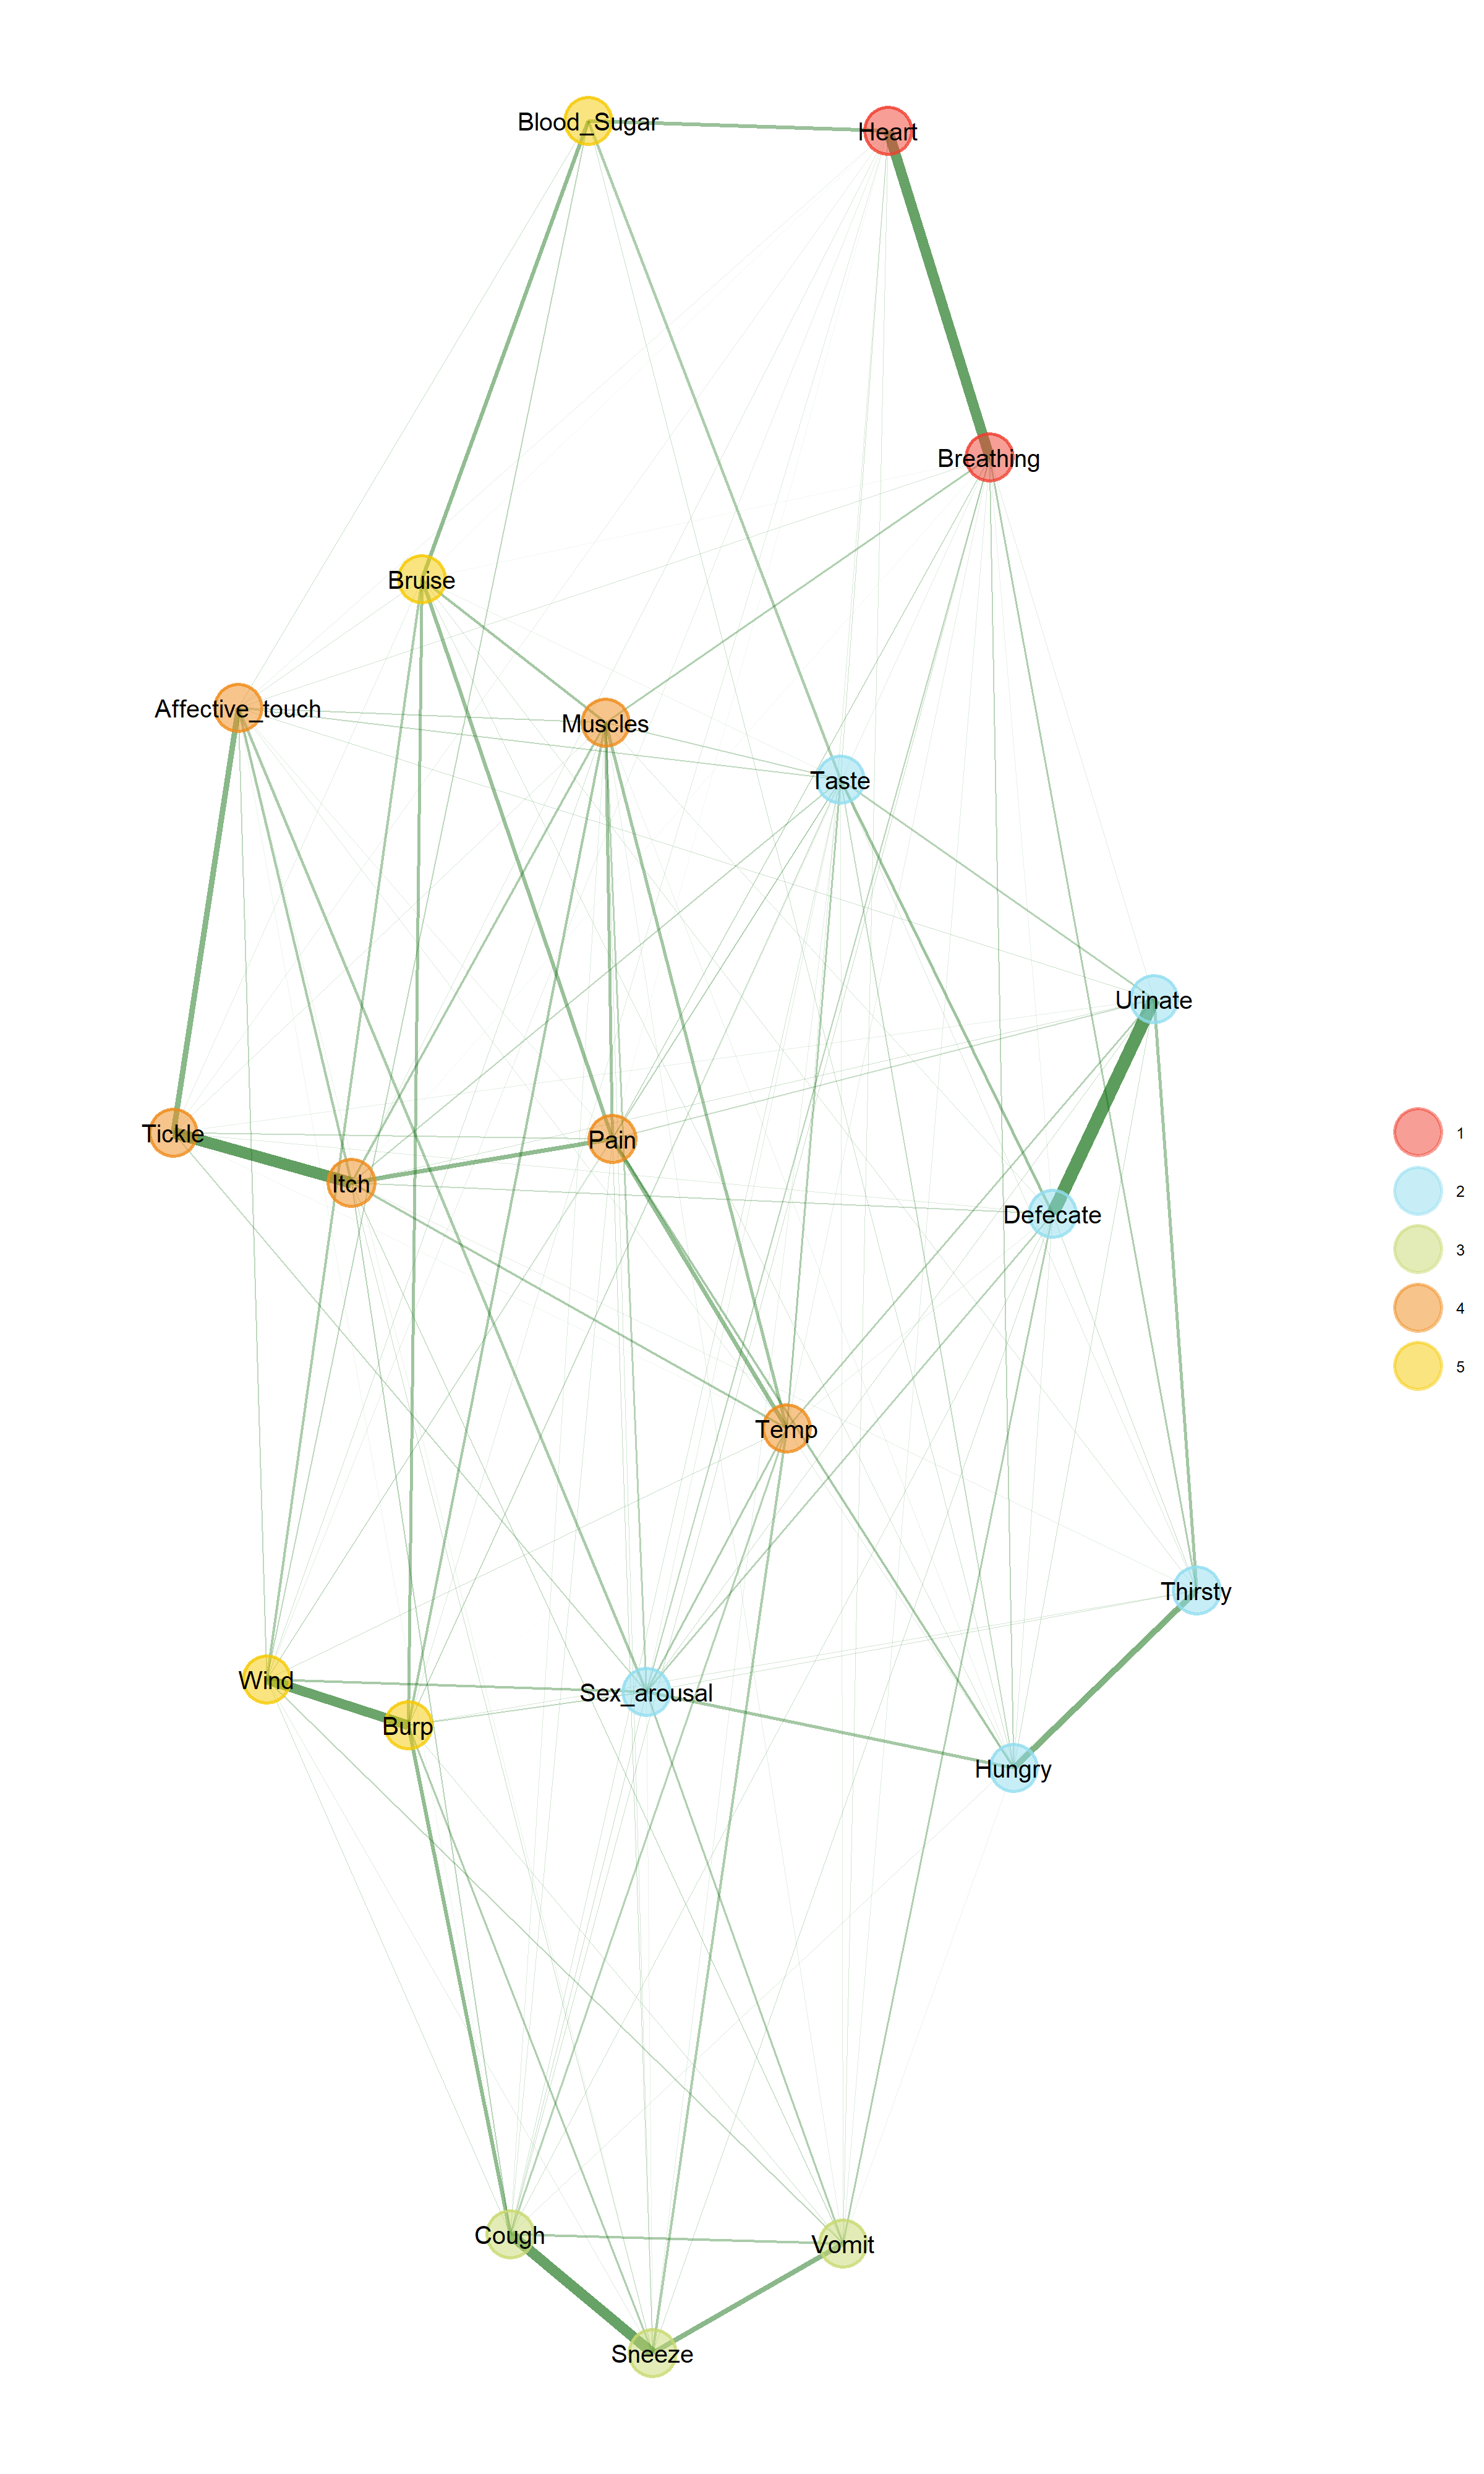 Blood_Sugar
Heart
Breathing
Bruise
Affective_touch
Muscles
Taste
Urinate
Tickle
Pain
Itch
Defecate
1
2
3
4
5
Temp
Thirsty
Wind
Sex_arousal
Burp
Hungry
Cough
Vomit
Sneeze